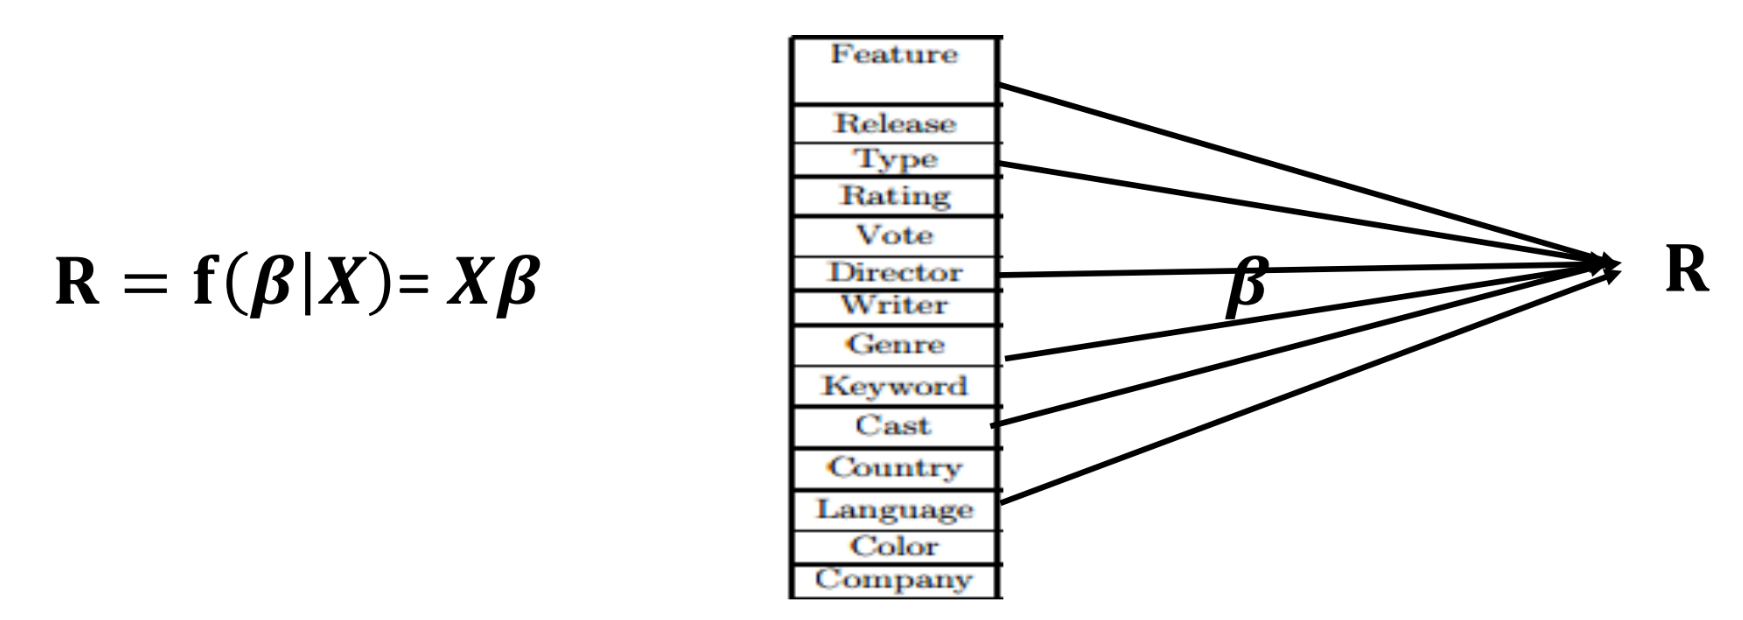 R = f(β|X)= Xβ
Feature
Release
Type
Rating
Vote
Director
Writer
Genre
Keyword
Cast
Country
Language
Color
Company
β
R